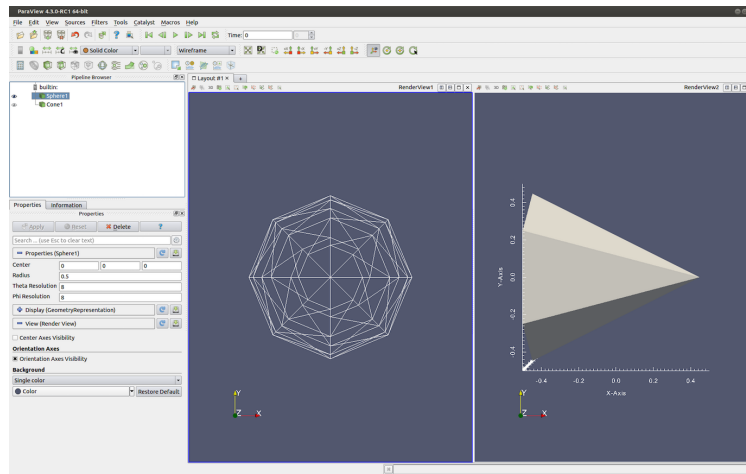 ParaView 4.3.0-RC1 64-bit
File Edit View Sources Filters Tools Catalyst Macros Help
Time: 0
Solid Color Wireframe
Pipeline Browser
builtin:
Sphere1
Cone1
Layout #1
RenderView1
RenderView2
Properties Information
Properties
Apply Reset Delete ?
Search ... (use Esc to clear text)
Properties (Sphere1)
Center 0 0 0
Radius 0.5
Theta Resolution 8
Phi Resolution 8
Display (GeometryRepresentation)
View (Render View)
Center Axes Visibility
Orientation Axes
Orientation Axes Visibility
Background
Single color
Color Restore Default
Y
Z X
Y-Axis
0.4
0.2
0.0
-0.2
-0.4
-0.4 -0.2 0.0 0.2 0.4
X-Axis
Y
Z X